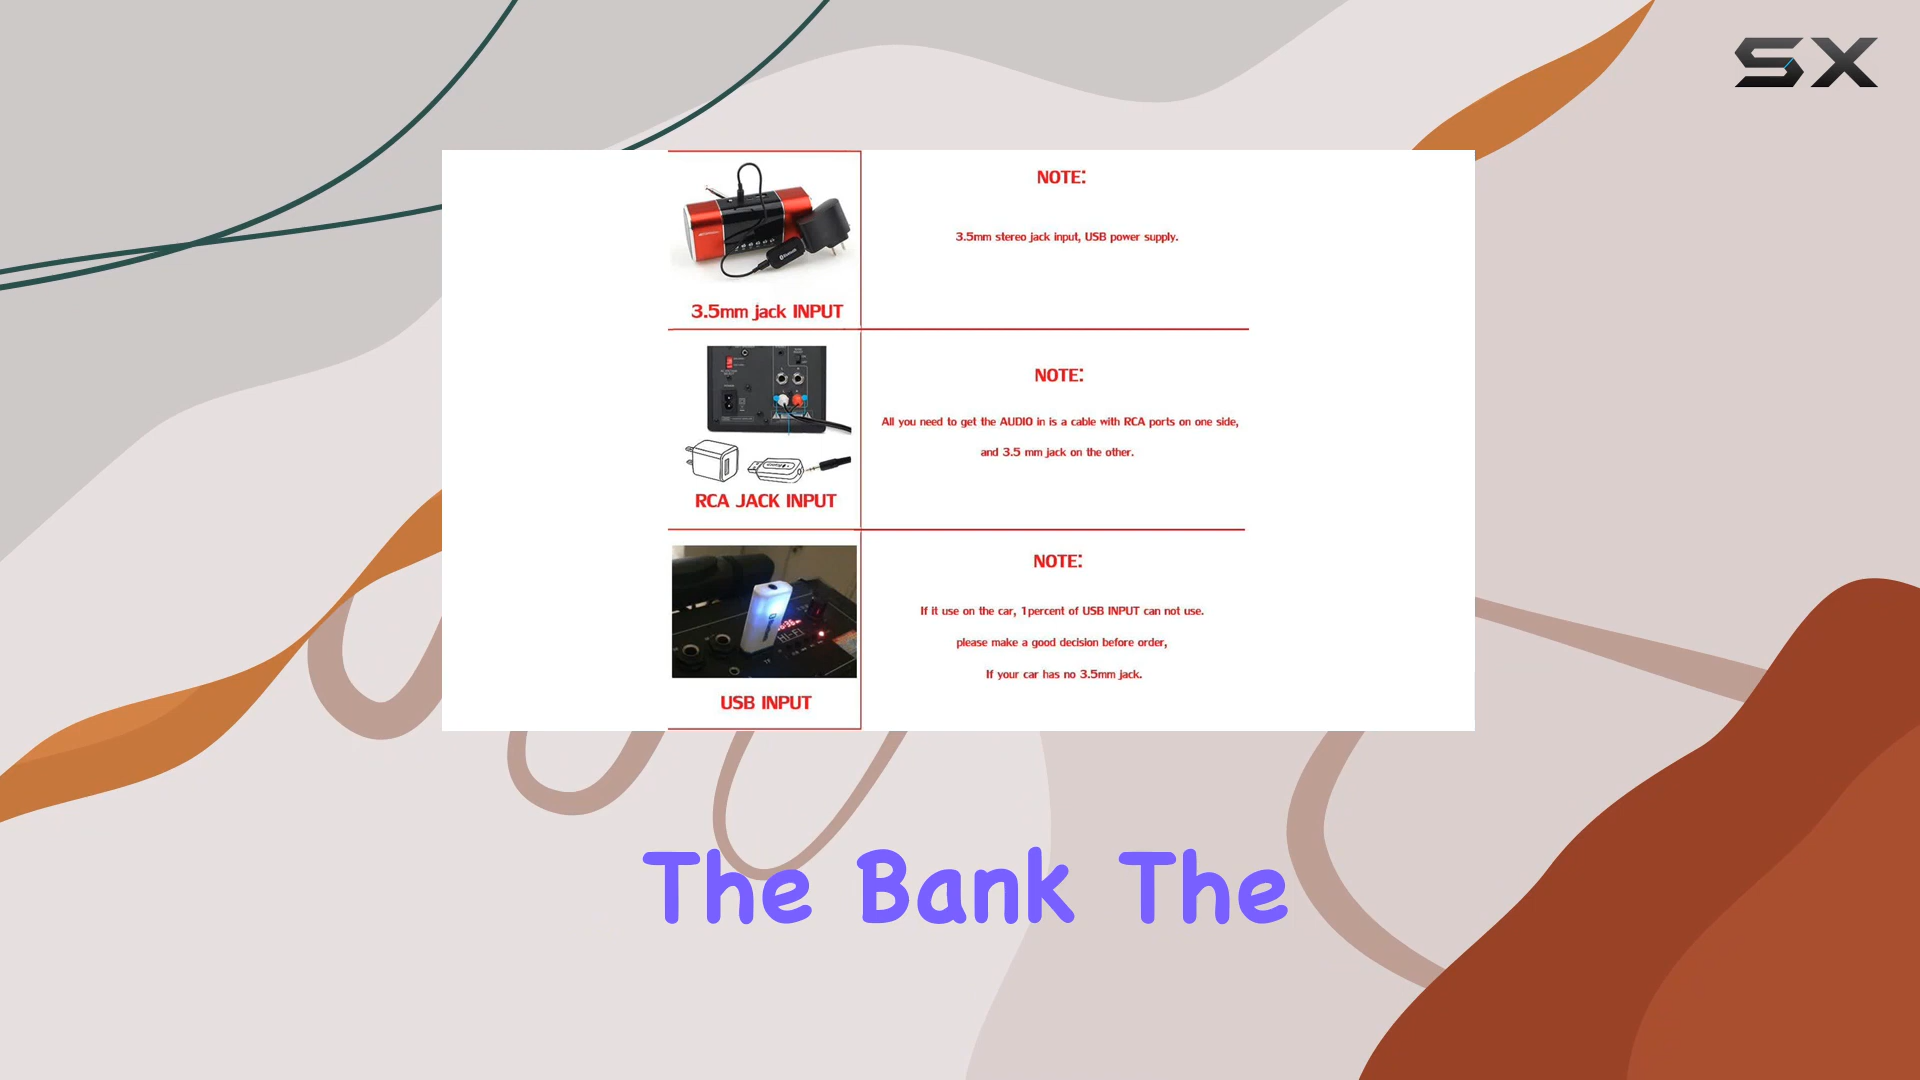 SX
NOTE:
3.5mm stereo jack input, USB power supply.
3.5mm jack INPUT
NOTE:
All you need to get the AUDIO in is a cable with RCA ports on one side,
and 3.5 mm jack on the other.
RCA JACK INPUT
NOTE:
If it use on the car, 1percent of USB INPUT can not use.
please make a good decision before order,
If your car has no 3.5mm jack.
HI-FI
USB INPUT
The Bank The